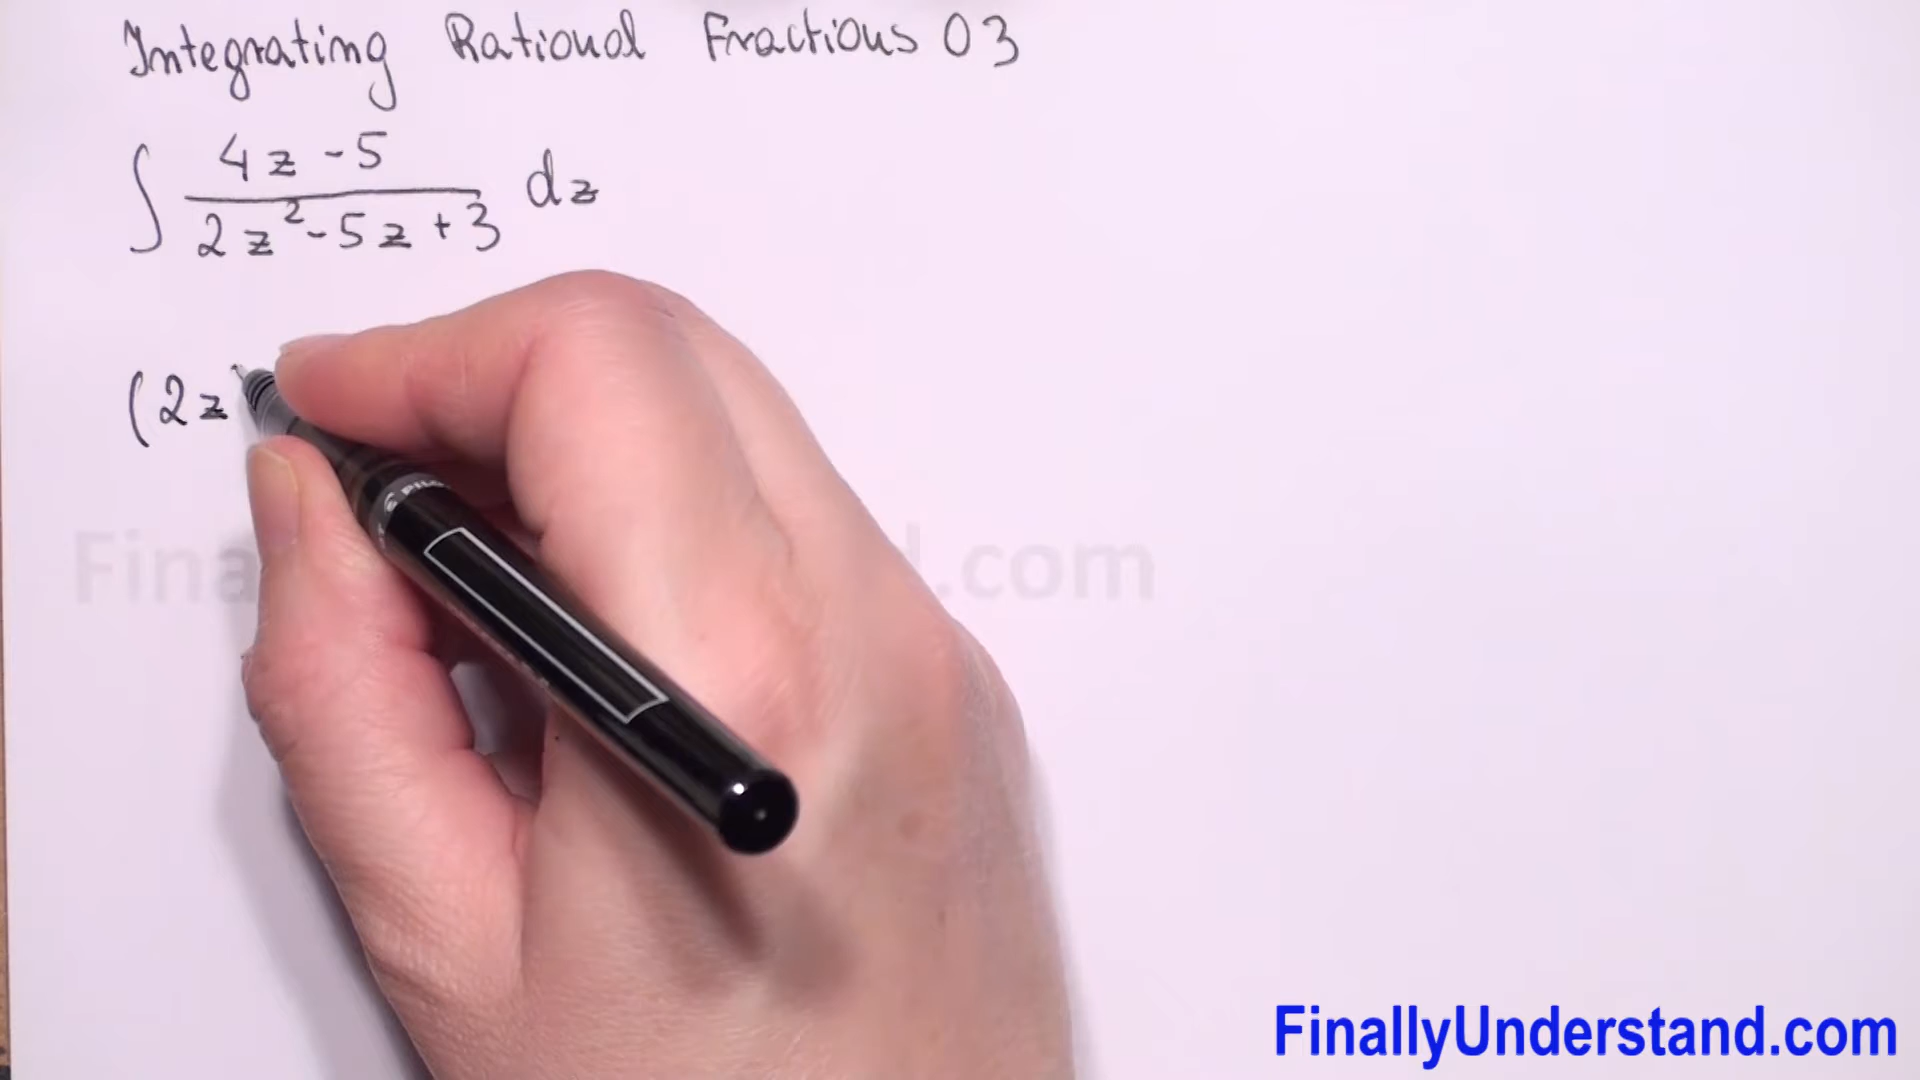 Integrating Rational Fractions 03
∫ (4z - 5)/(2z² - 5z + 3) dz
(2z
FinallyUnderstand.com